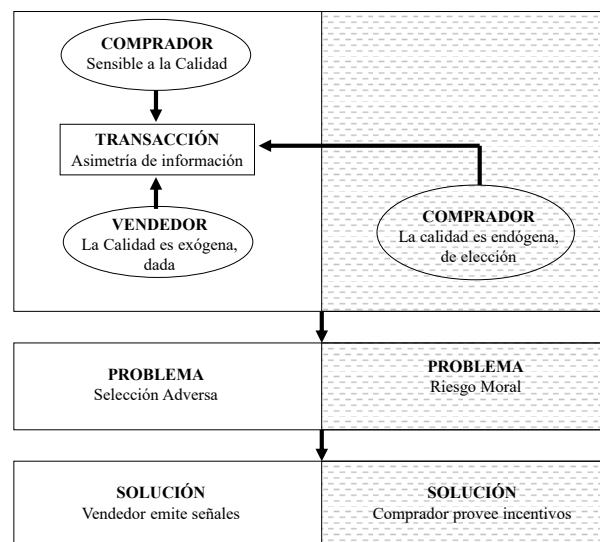 COMPRADOR
Sensible a la Calidad
TRANSACCIÓN
Asimetría de información
VENDEDOR
La Calidad es exógena,
dada
COMPRADOR
La calidad es endógena,
de elección
PROBLEMA
Selección Adversa
PROBLEMA
Riesgo Moral
SOLUCIÓN
Vendedor emite señales
SOLUCIÓN
Comprador provee incentivos